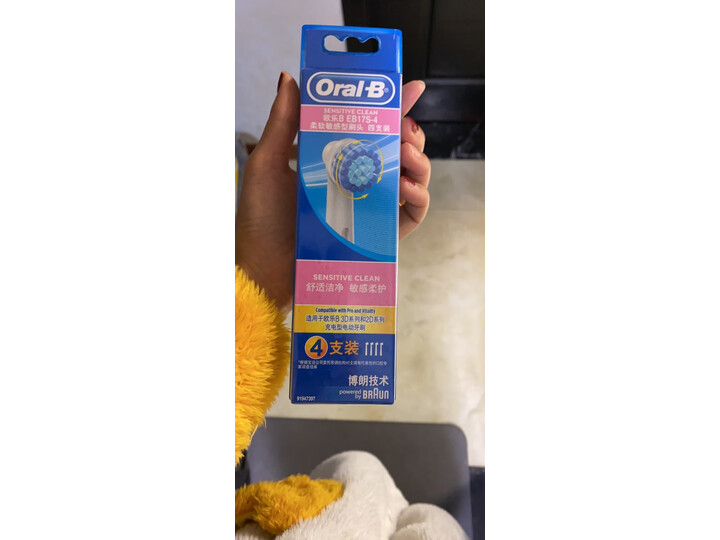 Oral-B
SENSITIVE CLEAN
欧乐B EB17S-4
柔软敏感型刷头 四支装
SENSITIVE CLEAN
舒适洁净 敏感柔护
Compatible with Pro and Vitality
适用于欧乐B 3D系列和2D系列
充电型电动牙刷
4支装
博朗技术
powered
by BRAUN
91047397